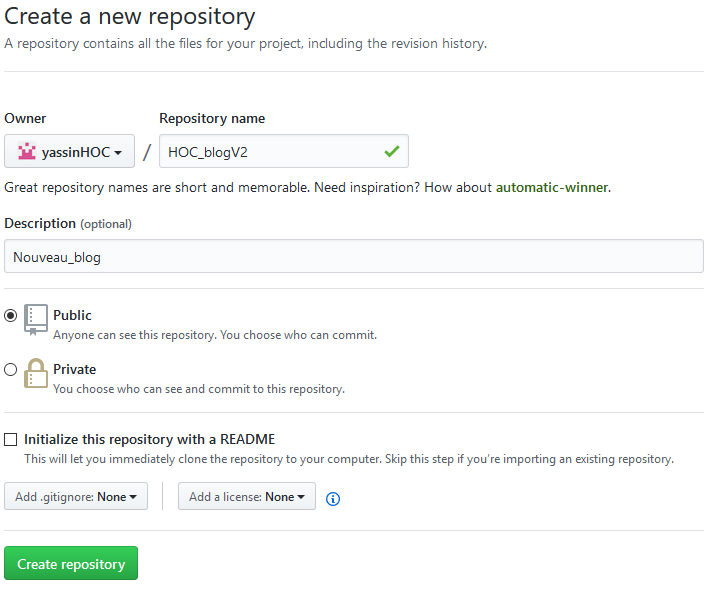 Create a new repository
A repository contains all the files for your project, including the revision history.
Owner
Repository name
yassinHOC / HOC_blogV2
Great repository names are short and memorable. Need inspiration? How about automatic-winner.
Description (optional)
Nouveau_blog
Public
Anyone can see this repository. You choose who can commit.
Private
You choose who can see and commit to this repository.
Initialize this repository with a README
This will let you immediately clone the repository to your computer. Skip this step if you're importing an existing repository.
Add .gitignore: None
Add a license: None
Create repository